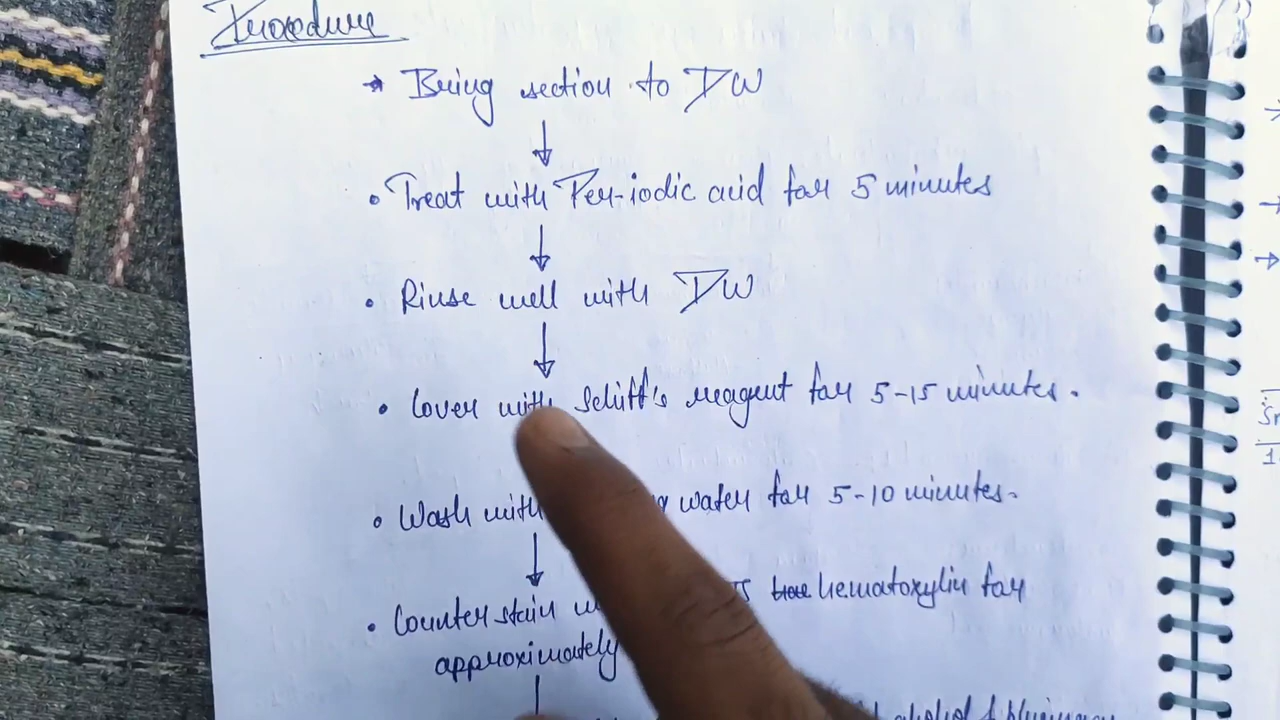 Procedure
→ Bring section to DW
• Treat with Per-iodic acid for 5 minutes
• Rinse well with DW
• Cover with Schiff's reagent for 5-15 minutes.
• Wash with water for 5-10 minutes.
• Counter stain hematoxylin for
approximately
alcohol &